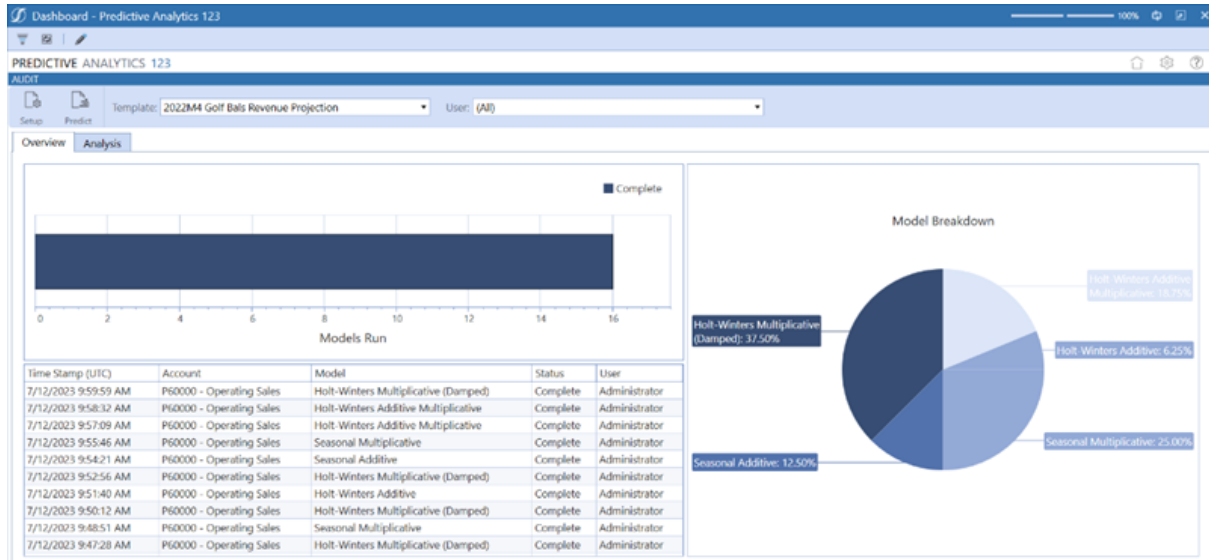 Dashboard - Predictive Analytics 123
100%
PREDICTIVE ANALYTICS 123
AUDIT
Setup
Predict
Template: 2022M4 Golf Bals Revenue Projection
User: (All)
Overview
Analysis
Complete
0 2 4 6 8 10 12 14 16
Models Run
Time Stamp (UTC) Account Model Status User
7/12/2023 9:59:59 AM P60000 - Operating Sales Holt-Winters Multiplicative (Damped) Complete Administrator
7/12/2023 9:58:32 AM P60000 - Operating Sales Holt-Winters Additive Multiplicative Complete Administrator
7/12/2023 9:57:09 AM P60000 - Operating Sales Holt-Winters Additive Multiplicative Complete Administrator
7/12/2023 9:55:46 AM P60000 - Operating Sales Seasonal Multiplicative Complete Administrator
7/12/2023 9:54:21 AM P60000 - Operating Sales Seasonal Additive Complete Administrator
7/12/2023 9:52:56 AM P60000 - Operating Sales Holt-Winters Multiplicative (Damped) Complete Administrator
7/12/2023 9:51:40 AM P60000 - Operating Sales Holt-Winters Additive Complete Administrator
7/12/2023 9:50:12 AM P60000 - Operating Sales Holt-Winters Multiplicative (Damped) Complete Administrator
7/12/2023 9:48:51 AM P60000 - Operating Sales Seasonal Multiplicative Complete Administrator
7/12/2023 9:47:28 AM P60000 - Operating Sales Holt-Winters Multiplicative (Damped) Complete Administrator
Model Breakdown
Holt Winters Additive
Multiplicative: 18.75%
Holt-Winters Multiplicative
(Damped): 37.50%
Holt Winters Additive: 6.25%
Seasonal Multiplicative: 25.00%
Seasonal Additive: 12.50%